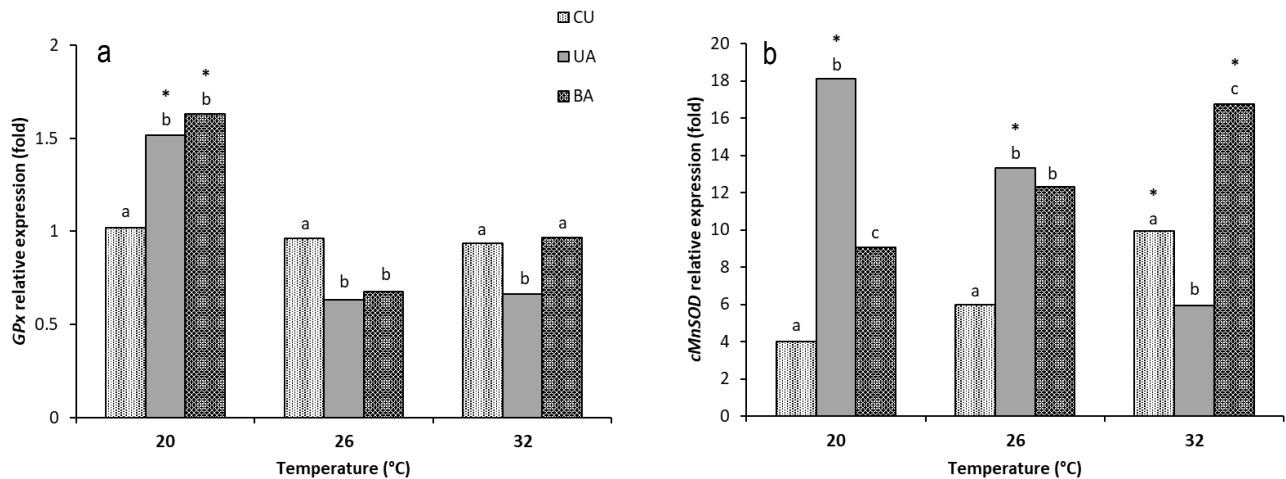 a
CU
UA
BA
GPx relative expression (fold)
2
1.5
1
0.5
0
* *
a b b
a b b
a b a
20 26 32
Temperature (°C)
b
cMnSOD relative expression (fold)
20
18
16
14
12
10
8
6
4
2
0
* * * *
a b c
a b b
a b c
20 26 32
Temperature (°C)